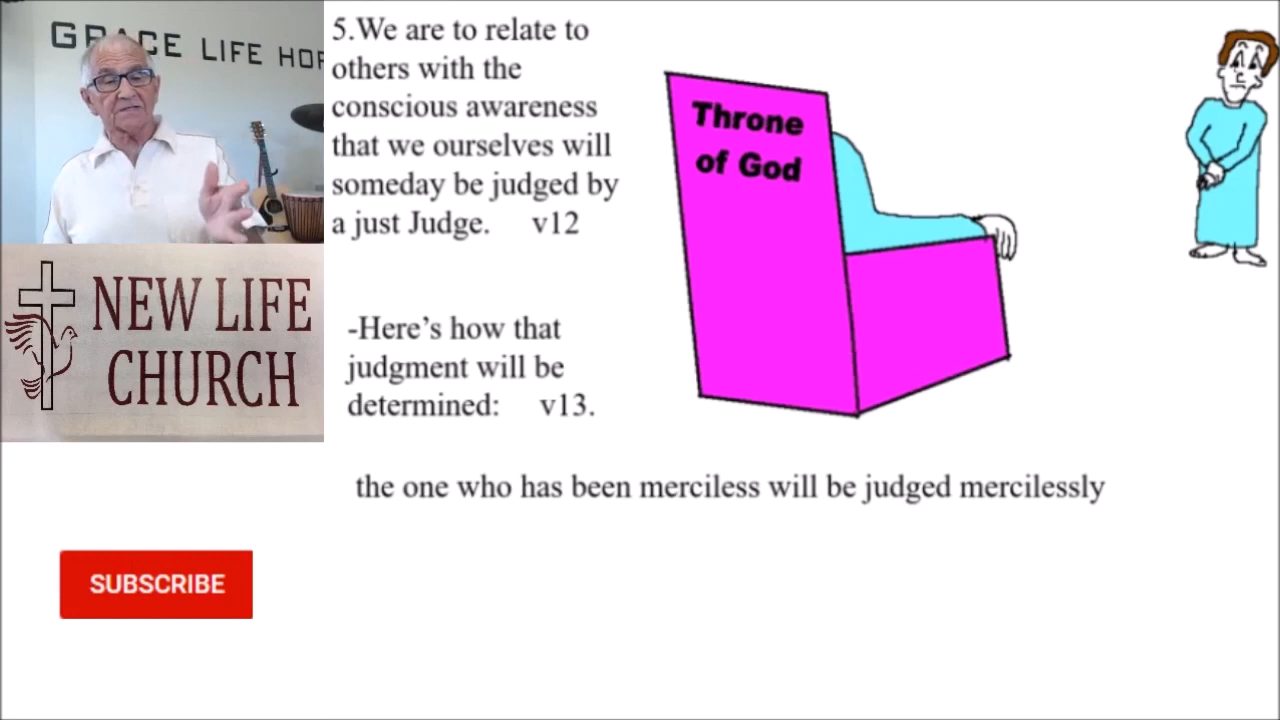 GRACE LIFE HOP
5.We are to relate to
others with the
conscious awareness
that we ourselves will
someday be judged by
a just Judge. v12
Throne
of God
NEW LIFE
CHURCH
-Here's how that
judgment will be
determined: v13.
the one who has been merciless will be judged mercilessly
SUBSCRIBE